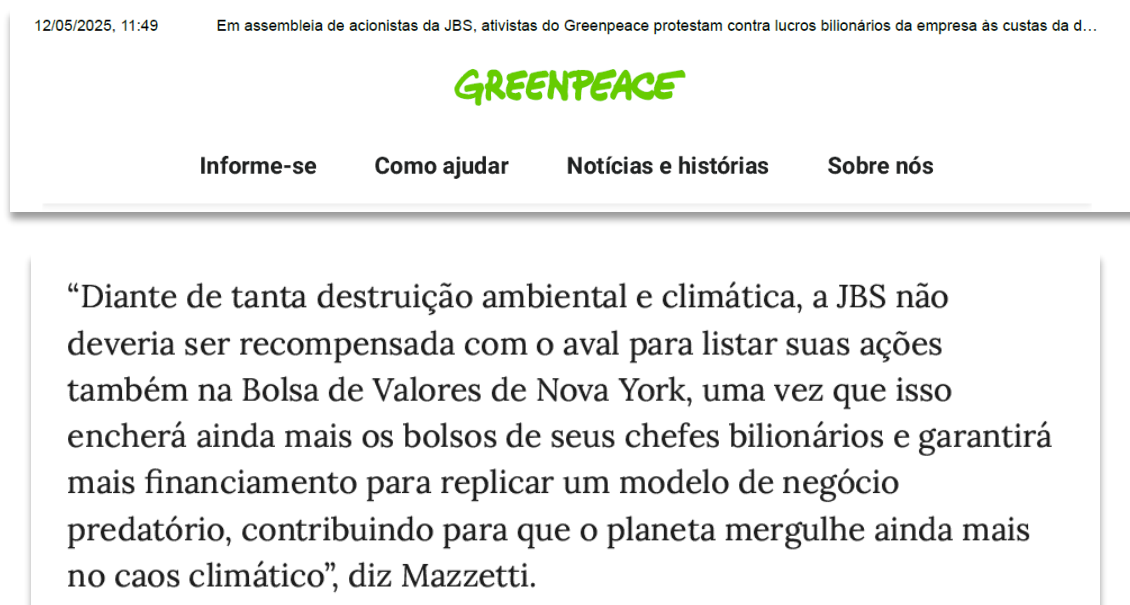 12/05/2025, 11:49 Em assembleia de acionistas da JBS, ativistas do Greenpeace protestam contra lucros bilionários da empresa às custas da d…
GREENPEACE
Informe-se Como ajudar Notícias e histórias Sobre nós
“Diante de tanta destruição ambiental e climática, a JBS não
deveria ser recompensada com o aval para listar suas ações
também na Bolsa de Valores de Nova York, uma vez que isso
encherá ainda mais os bolsos de seus chefes bilionários e garantirá
mais financiamento para replicar um modelo de negócio
predatório, contribuindo para que o planeta mergulhe ainda mais
no caos climático”, diz Mazzetti.